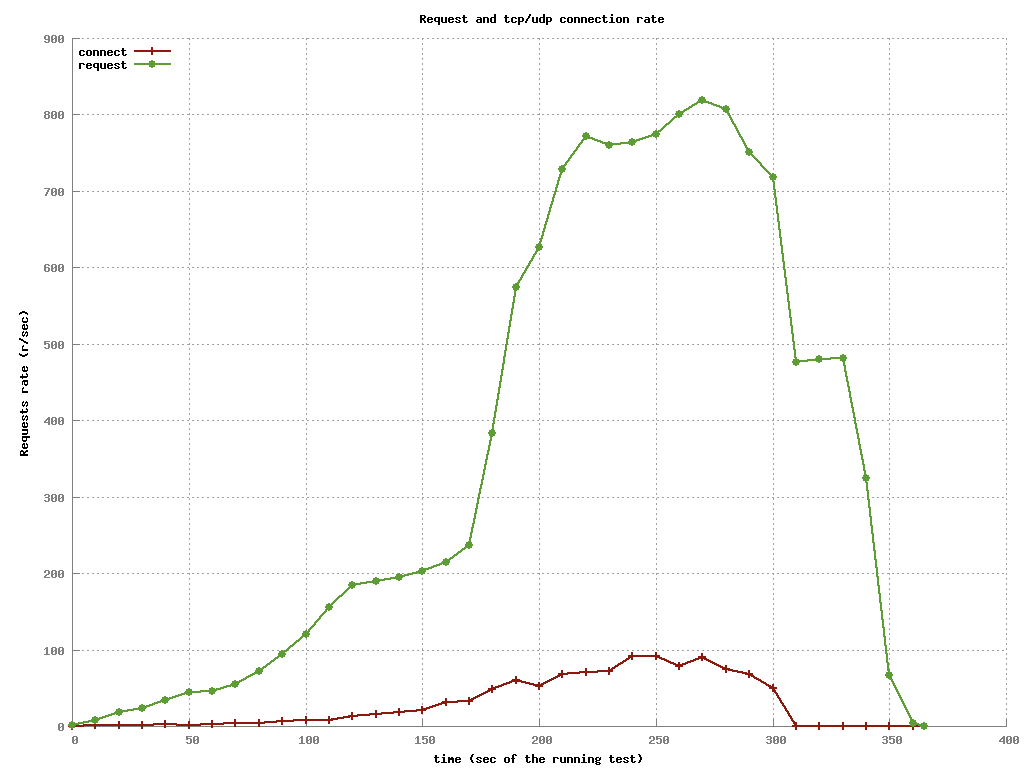 Request and tcp/udp connection rate
900
connect
request
800
700
600
500
Requests rate (r/sec)
400
300
200
100
0
0 50 100 150 200 250 300 350 400
time (sec of the running test)